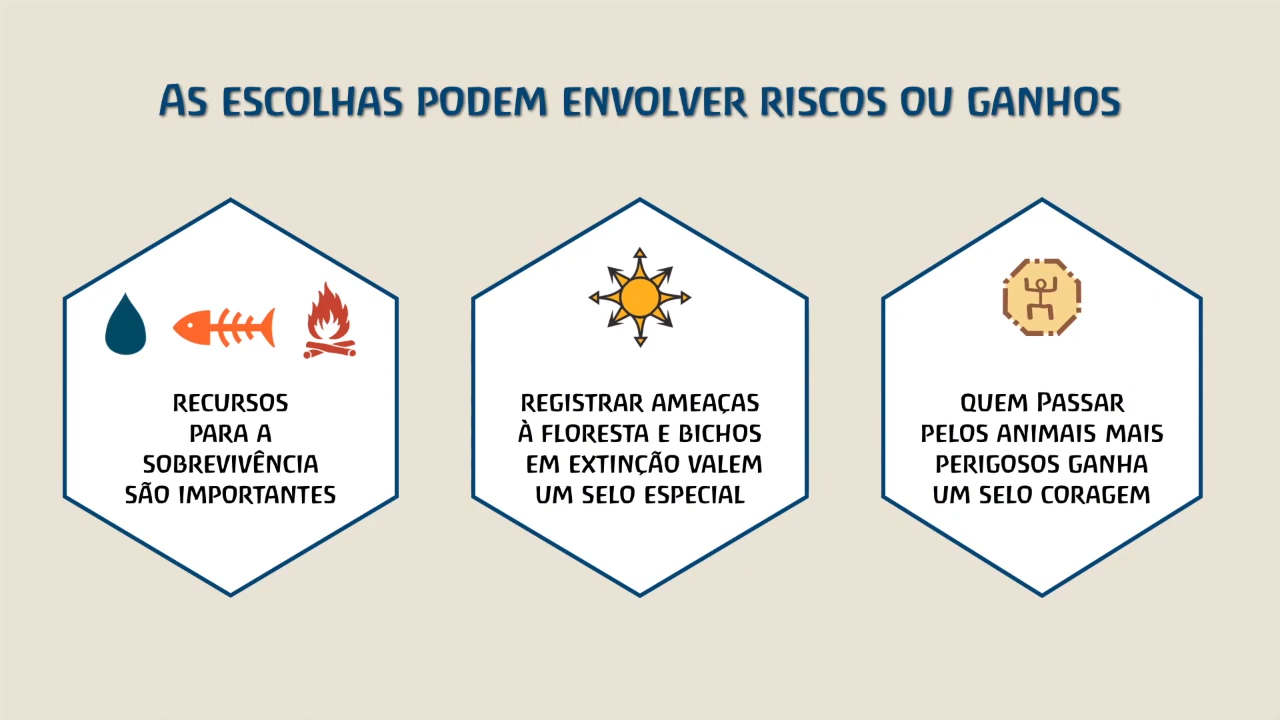 As escolhas podem envolver riscos ou ganhos
RECURSOS
PARA A
SOBREVIVÊNCIA
SÃO IMPORTANTES
REGISTRAR AMEAÇAS
À FLORESTA E BICHOS
EM EXTINÇÃO VALEM
UM SELO ESPECIAL
QUEM PASSAR
PELOS ANIMAIS MAIS
PERIGOSOS GANHA
UM SELO CORAGEM